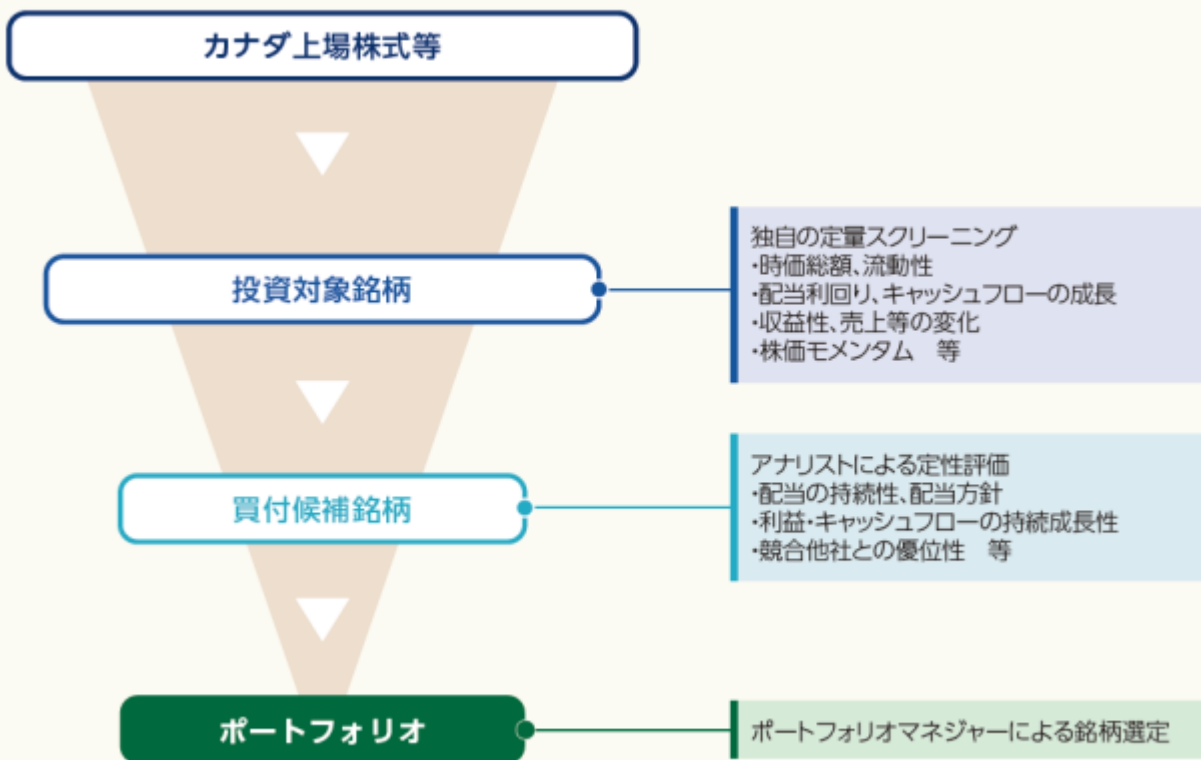 カナダ上場株式等
投資対象銘柄
独自の定量スクリーニング
・時価総額、流動性
・配当利回り、キャッシュフローの成長
・収益性、売上等の変化
・株価モメンタム　等
買付候補銘柄
アナリストによる定性評価
・配当の持続性、配当方針
・利益・キャッシュフローの持続成長性
・競合他社との優位性　等
ポートフォリオ
ポートフォリオマネジャーによる銘柄選定